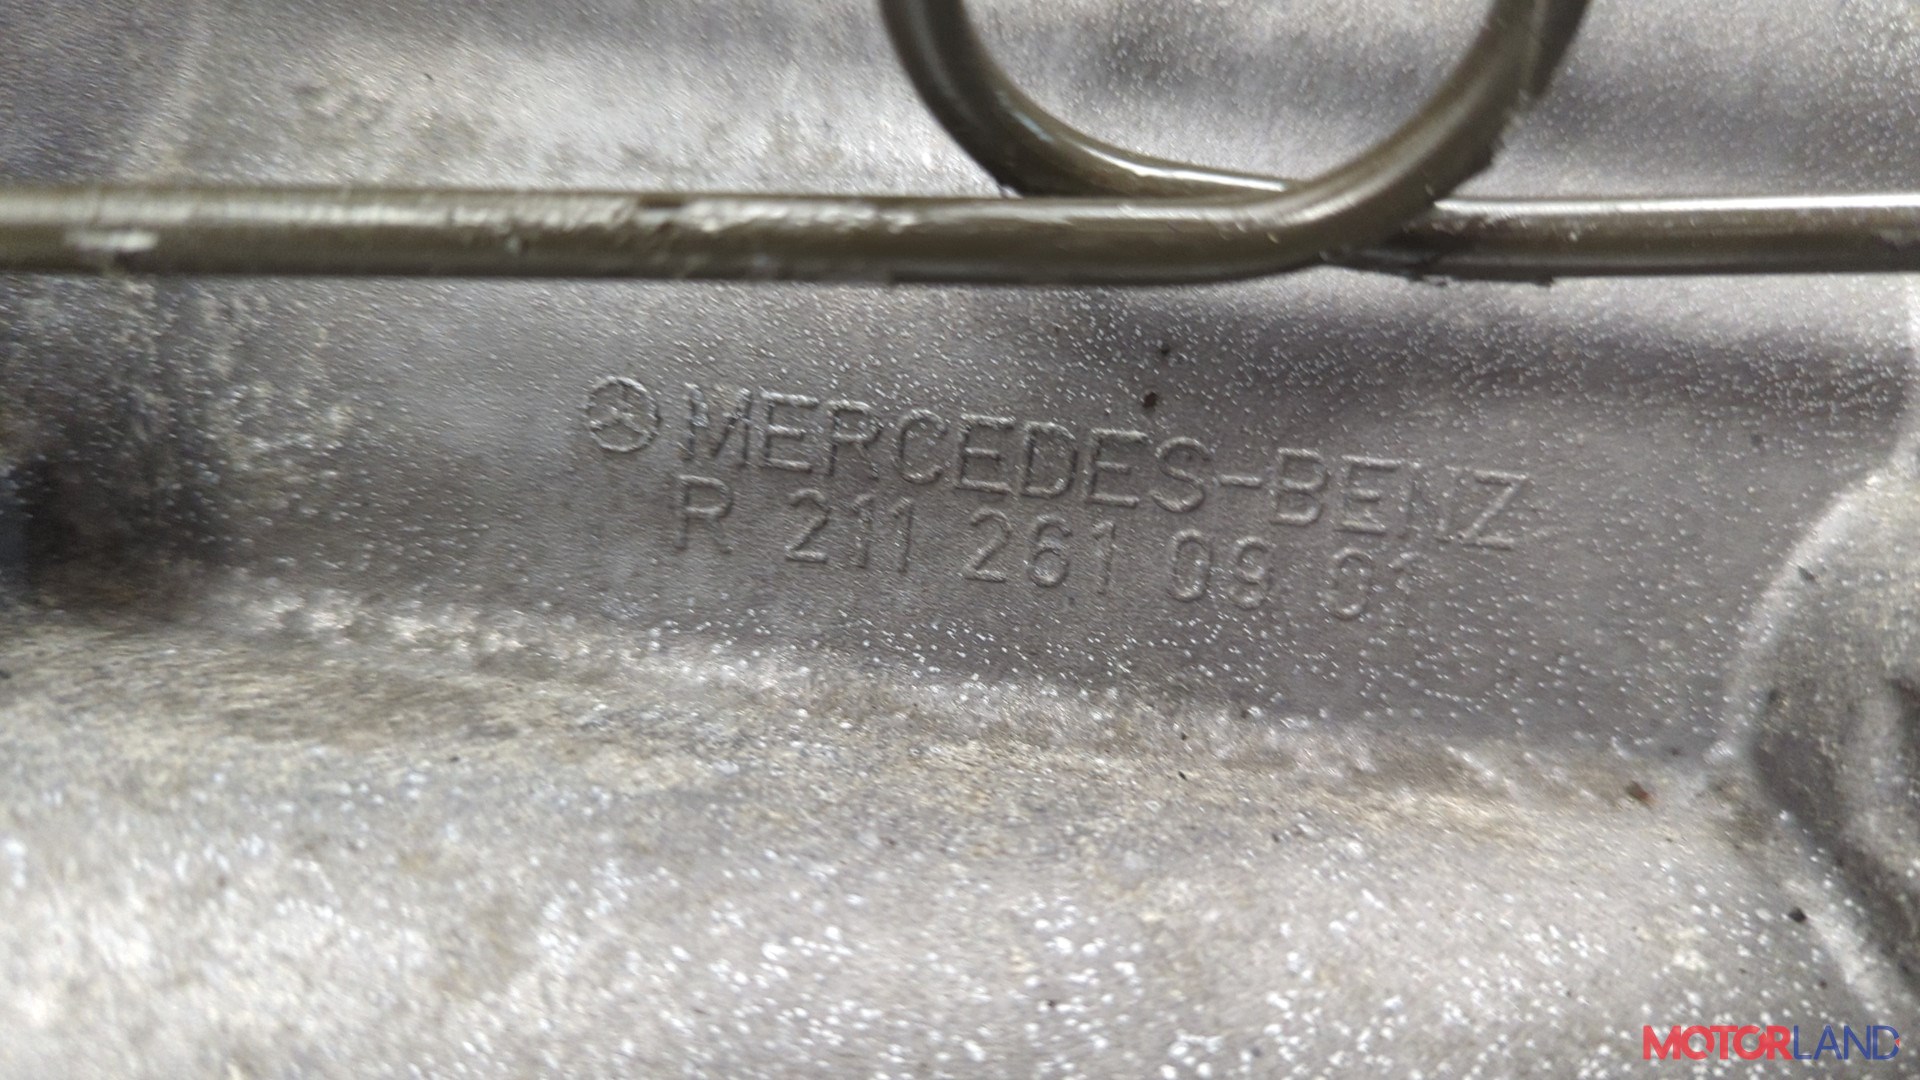 MERCEDES-BENZ
R 211 261 09 01
MOTORLAND